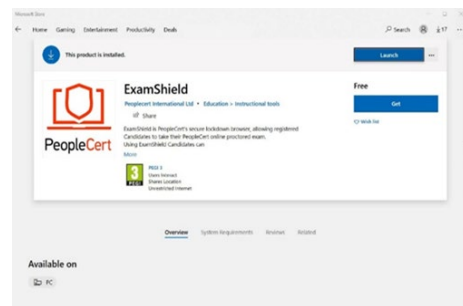 Microsoft Store
Home Gaming Entertainment Productivity Deals
Search
17
This product is installed.
Launch
ExamShield
Free
Peoplecert International Ltd • Education > Instructional tools
Get
Share
Wish list
ExamShield is PeopleCert's secure lockdown browser, allowing registered
Candidates to take their PeopleCert online proctored exam.
Using ExamShield Candidates can
More
PeopleCert
3
PEGI
PEGI 3
Users Interact
Shares Location
Unrestricted Internet
Overview System Requirements Reviews Related
Available on
PC